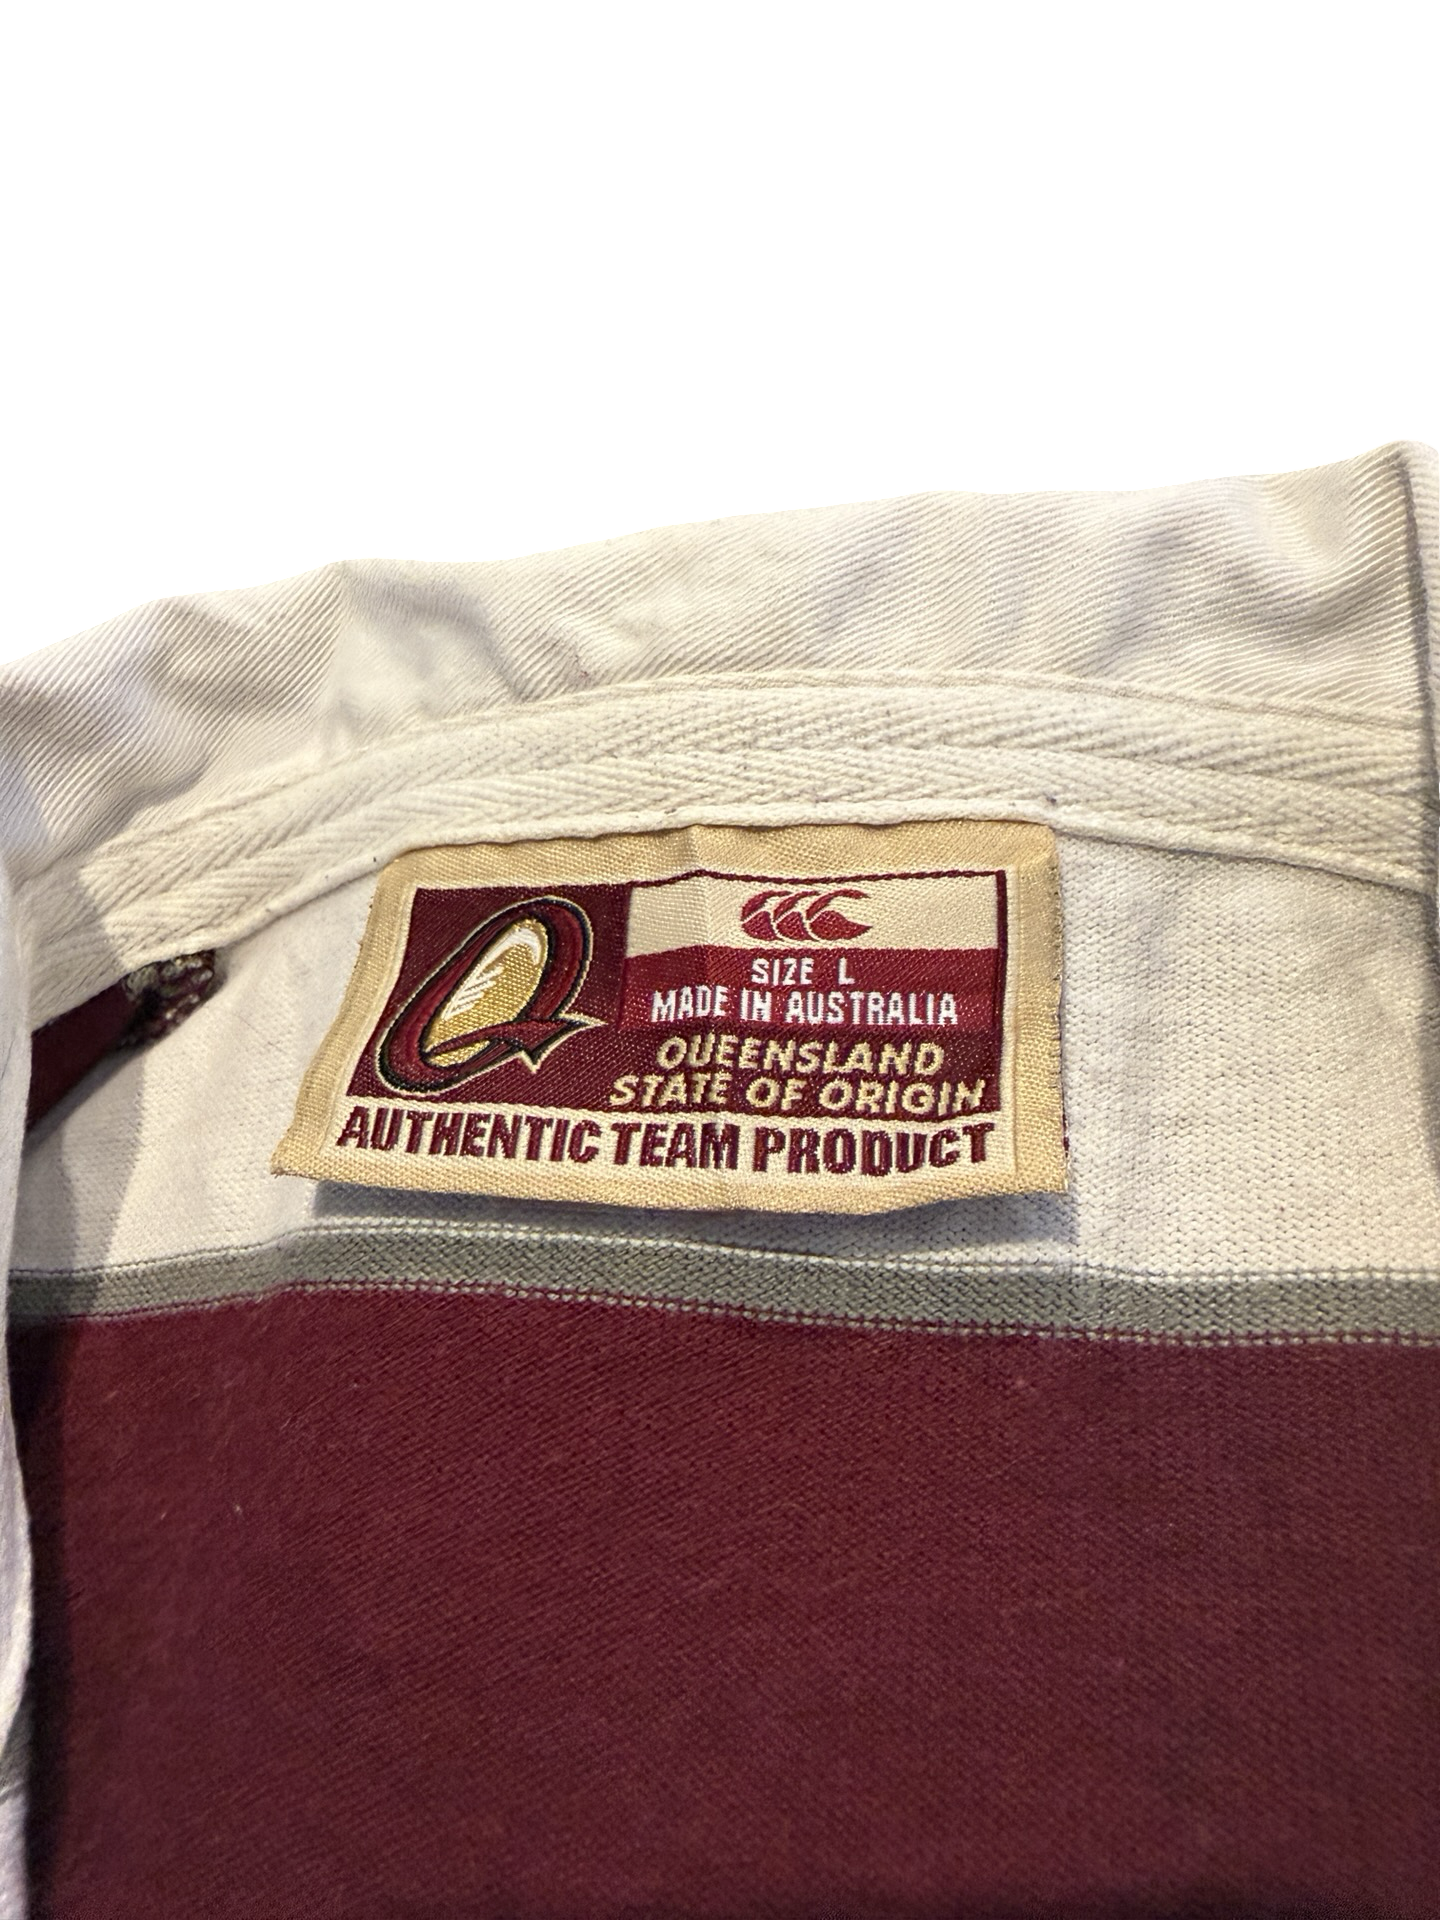 SIZE L
MADE IN AUSTRALIA
QUEENSLAND
STATE OF ORIGIN
AUTHENTIC TEAM PRODUCT